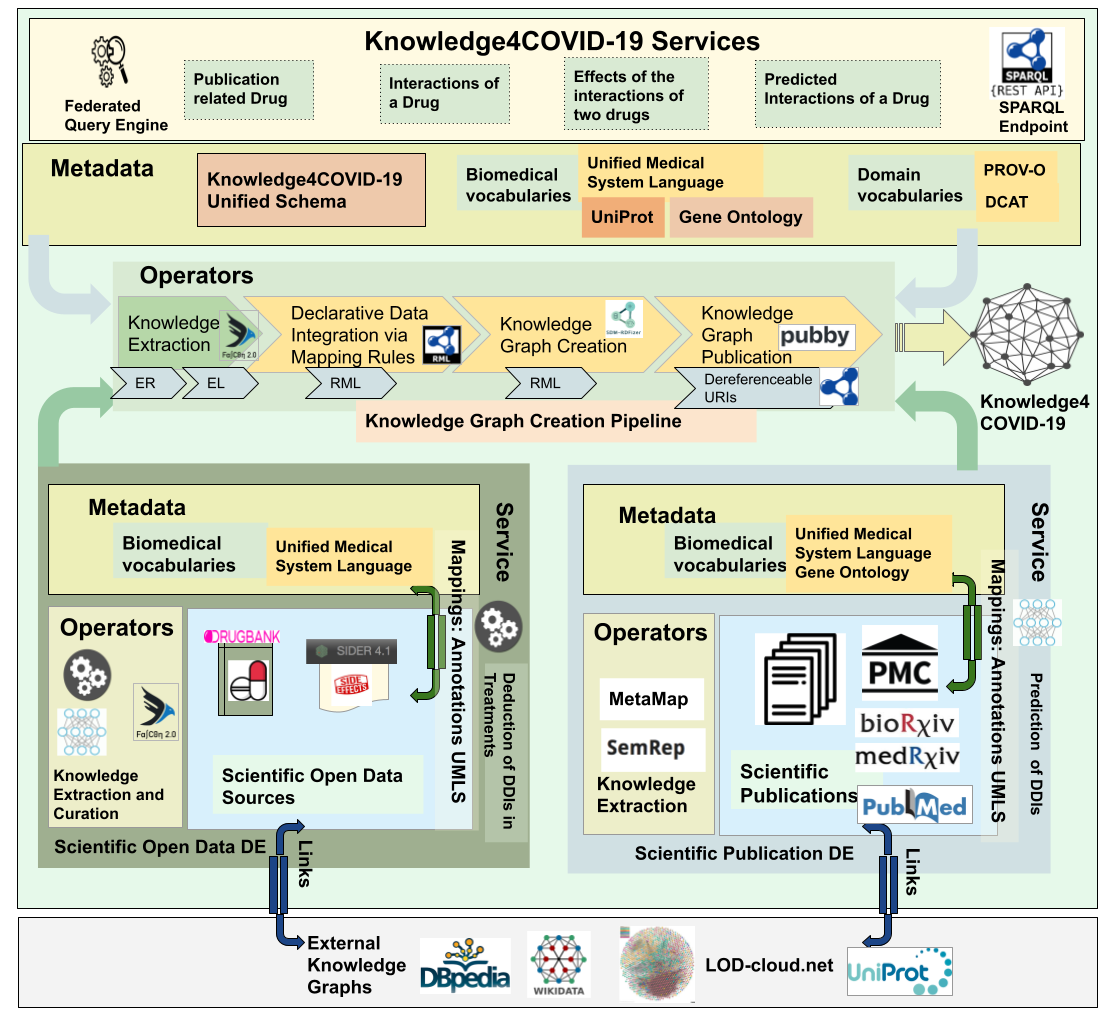 Knowledge4COVID-19 Services
Federated
Query Engine
Publication
related Drug
Interactions of
a Drug
Effects of the
interactions of
two drugs
Predicted
Interactions of a Drug
SPARQL
{REST API}
SPARQL
Endpoint
Metadata
Knowledge4COVID-19
Unified Schema
Biomedical
vocabularies
Unified Medical
System Language
UniProt
Gene Ontology
Domain
vocabularies
PROV-O
DCAT
Operators
Knowledge
Extraction
Fa|Cθη 2.0
Declarative Data
Integration via
Mapping Rules
RML
Knowledge
Graph Creation
SDM-RDFizer
Knowledge
Graph
Publication
pubby
ER
EL
RML
RML
Dereferenceable
URIs
Knowledge4
COVID-19
Knowledge Graph Creation Pipeline
Metadata
Biomedical
vocabularies
Unified Medical
System Language
Service
Mappings: Annotations UMLS
Operators
Fa|Cθη 2.0
Knowledge
Extraction and
Curation
DRUGBANK
SIDER 4.1
SIDE
EFFECTS
Scientific Open Data
Sources
Deduction of DDIs in
Treatments
Scientific Open Data DE
Links
Metadata
Biomedical
vocabularies
Unified Medical
System Language
Gene Ontology
Service
Mappings: Annotations UMLS
Operators
MetaMap
SemRep
Knowledge
Extraction
PMC
bioRχiv
medRχiv
Scientific
Publications
PubMed
Prediction of DDIs
Scientific Publication DE
Links
External
Knowledge
Graphs
DBpedia
WIKIDATA
LOD-cloud.net
UniProt